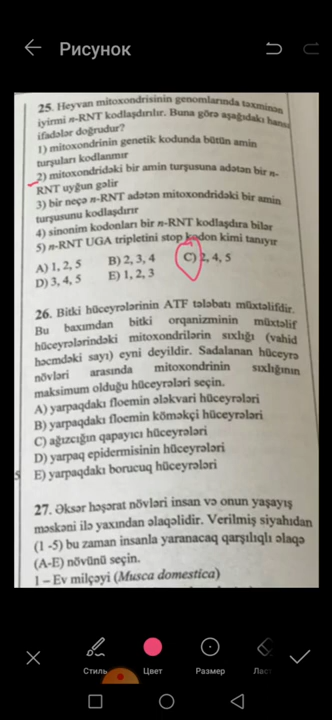 Рисунок
25. Heyvan mitoxondrisinin genomlarında təxminən
iyirmi n-RNT kodlaşdırılır. Buna görə aşağıdakı hansı
ifadələr doğrudur?
1) mitoxondrinin genetik kodunda bütün amin
turşuları kodlanmır
2) mitoxondridəki bir amin turşusuna adətən bir n-
RNT uyğun gəlir
3) bir neçə n-RNT adətən mitoxondridəki bir amin
turşusunu kodlaşdırır
4) sinonim kodonları bir n-RNT kodlaşdıra bilər
5) n-RNT UGA tripletini stop kodon kimi tanıyır
A) 1, 2, 5 B) 2, 3, 4 C) 2, 4, 5
D) 3, 4, 5 E) 1, 2, 3
26. Bitki hüceyrələrinin ATF tələbatı müxtəlifdir.
Bu baxımdan bitki orqanizminin müxtəlif
hüceyrələrindəki mitoxondrilərin sıxlığı (vahid
həcmdəki sayı) eyni deyildir. Sadalanan hüceyrə
növləri arasında mitoxondrinin sıxlığının
maksimum olduğu hüceyrələri seçin.
A) yarpaqdakı floemin ələkvari hüceyrələri
B) yarpaqdakı floemin köməkçi hüceyrələri
C) ağızcığın qapayıcı hüceyrələri
D) yarpaq epidermisinin hüceyrələri
5 E) yarpaqdakı borucuq hüceyrələri
27. Əksər həşərat növləri insan və onun yaşayış
məskəni ilə yaxından əlaqəlidir. Verilmiş siyahıdan
(1 -5) bu zaman insanla yaranacaq qarşılıqlı əlaqə
(A-E) növünü seçin.
1 – Ev milçəyi (Musca domestica)
Стиль Цвет Размер Ласт